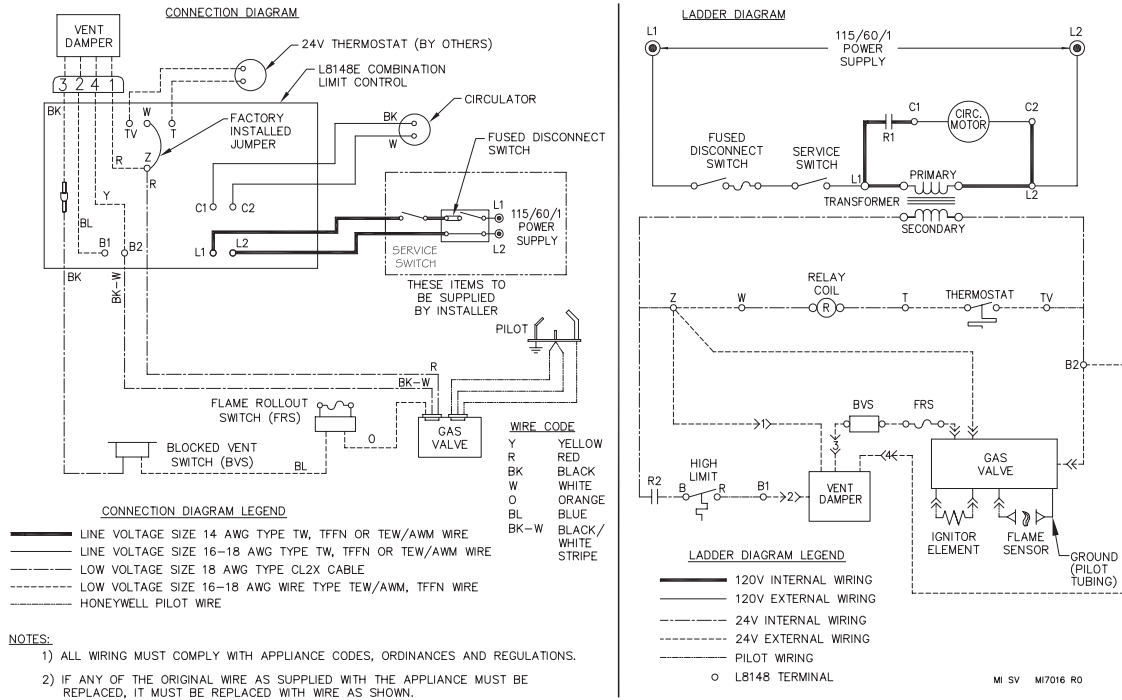 CONNECTION DIAGRAM
VENT
DAMPER
3 2 4 1
24V THERMOSTAT (BY OTHERS)
L8148E COMBINATION
LIMIT CONTROL
BK
TV
W
T
FACTORY
INSTALLED
JUMPER
R
Z
R
Y
BL
B1
B2
CIRCULATOR
BK
W
FUSED DISCONNECT
SWITCH
C1
C2
L1
L2
L1
115/60/1
POWER
SUPPLY
L2
SERVICE
SWITCH
THESE ITEMS TO
BE SUPPLIED
BY INSTALLER
BK
BK-W
PILOT
R
BK-W
FLAME ROLLOUT
SWITCH (FRS)
O
GAS
VALVE
BLOCKED VENT
SWITCH (BVS)
BL
WIRE CODE
Y YELLOW
R RED
BK BLACK
W WHITE
O ORANGE
BL BLUE
BK-W BLACK/
WHITE
STRIPE
CONNECTION DIAGRAM LEGEND
LINE VOLTAGE SIZE 14 AWG TYPE TW, TFFN OR TEW/AWM WIRE
LINE VOLTAGE SIZE 16-18 AWG TYPE TW, TFFN OR TEW/AWM WIRE
LOW VOLTAGE SIZE 18 AWG TYPE CL2X CABLE
LOW VOLTAGE SIZE 16-18 AWG WIRE TYPE TEW/AWM, TFFN WIRE
HONEYWELL PILOT WIRE
NOTES:
1) ALL WIRING MUST COMPLY WITH APPLIANCE CODES, ORDINANCES AND REGULATIONS.
2) IF ANY OF THE ORIGINAL WIRE AS SUPPLIED WITH THE APPLIANCE MUST BE
REPLACED, IT MUST BE REPLACED WITH WIRE AS SHOWN.
LADDER DIAGRAM
L1
115/60/1
POWER
SUPPLY
L2
C1
CIRC.
MOTOR
C2
R1
FUSED
DISCONNECT
SWITCH
SERVICE
SWITCH
L1
PRIMARY
L2
TRANSFORMER
SECONDARY
Z
W
RELAY
COIL
R
T
THERMOSTAT
TV
B2
BVS
FRS
1
3
4
GAS
VALVE
R2
B
HIGH
LIMIT
R
B1
2
VENT
DAMPER
IGNITOR
ELEMENT
FLAME
SENSOR
GROUND
(PILOT
TUBING)
LADDER DIAGRAM LEGEND
120V INTERNAL WIRING
120V EXTERNAL WIRING
24V INTERNAL WIRING
24V EXTERNAL WIRING
PILOT WIRING
L8148 TERMINAL
MI SV MI7016 R0